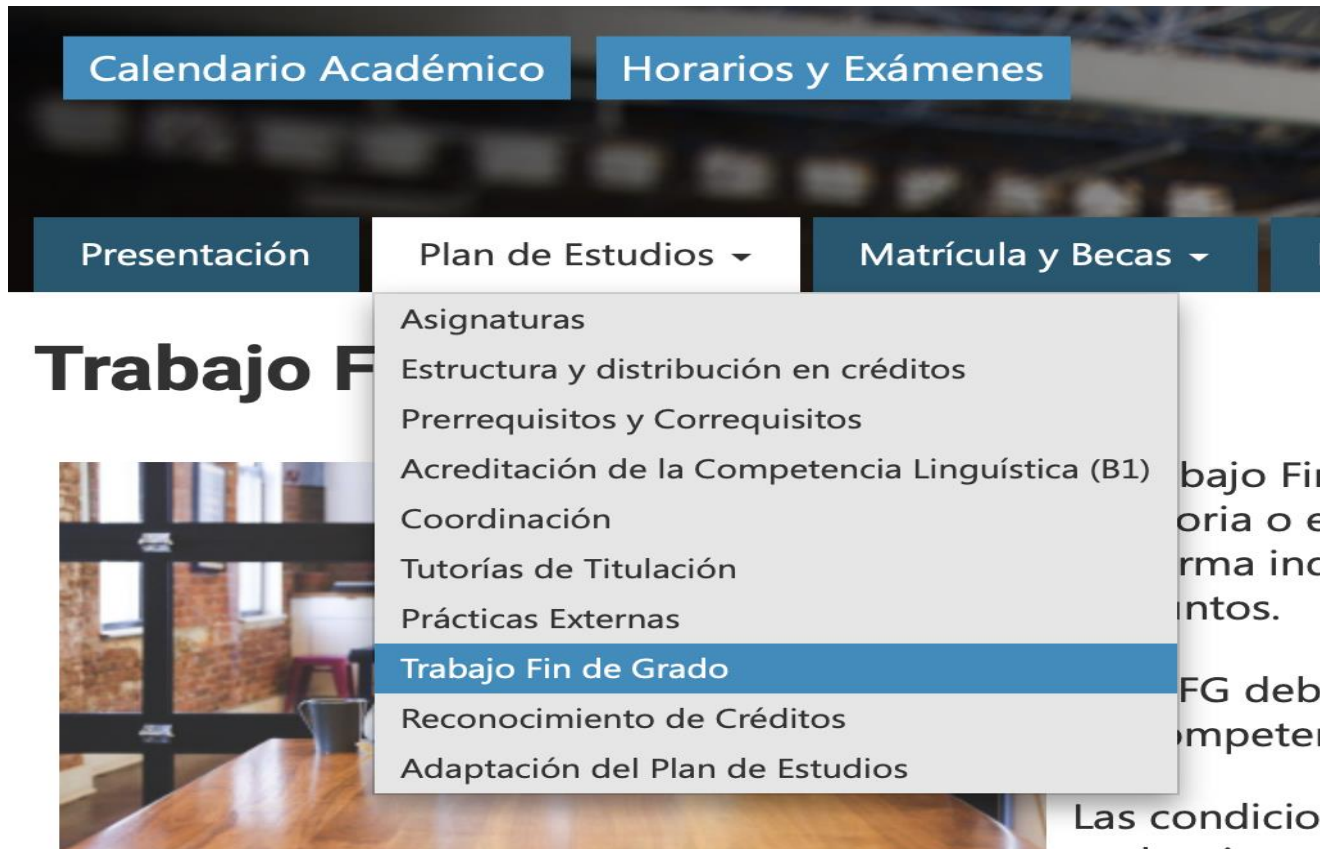 Calendario Académico
Horarios y Exámenes
Presentación
Plan de Estudios
Matrícula y Becas
Trabajo F
Asignaturas
Estructura y distribución en créditos
Prerrequisitos y Correquisitos
Acreditación de la Competencia Linguística (B1)
Coordinación
Tutorías de Titulación
Prácticas Externas
Trabajo Fin de Grado
Reconocimiento de Créditos
Adaptación del Plan de Estudios
bajo Fi
oria o e
rma inc
intos.
FG deb
mpete
Las condicio